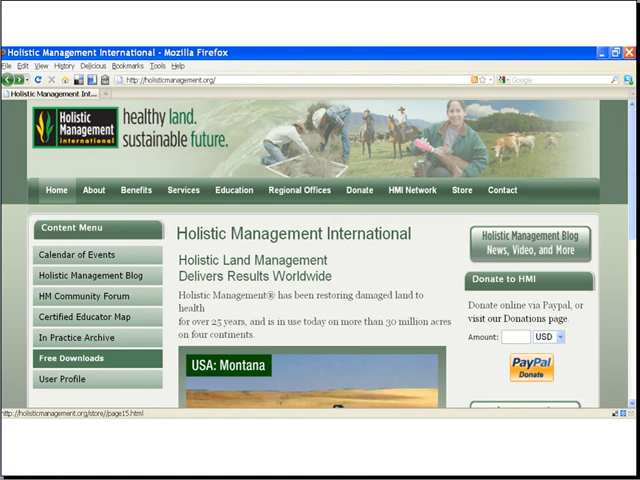 Holistic Management International - Mozilla Firefox
File Edit View History Delicious Bookmarks Tools Help
http://holisticmanagement.org/
Google
Holistic Management Int...
Holistic
Management
international
healthy land.
sustainable future.
Home About Benefits Services Education Regional Offices Donate HMI Network Store Contact
Content Menu
Calendar of Events
Holistic Management Blog
HM Community Forum
Certified Educator Map
In Practice Archive
Free Downloads
User Profile
Holistic Management International
Holistic Land Management
Delivers Results Worldwide
Holistic Management® has been restoring damaged land to
health
for over 25 years, and is in use today on more than 30 million acres
on four continents.
USA: Montana
Holistic Management Blog
News, Video, and More
Donate to HMI
Donate online via Paypal, or
visit our Donations page.
Amount: USD
PayPal
Donate
http://holisticmanagement.org/store//page15.html